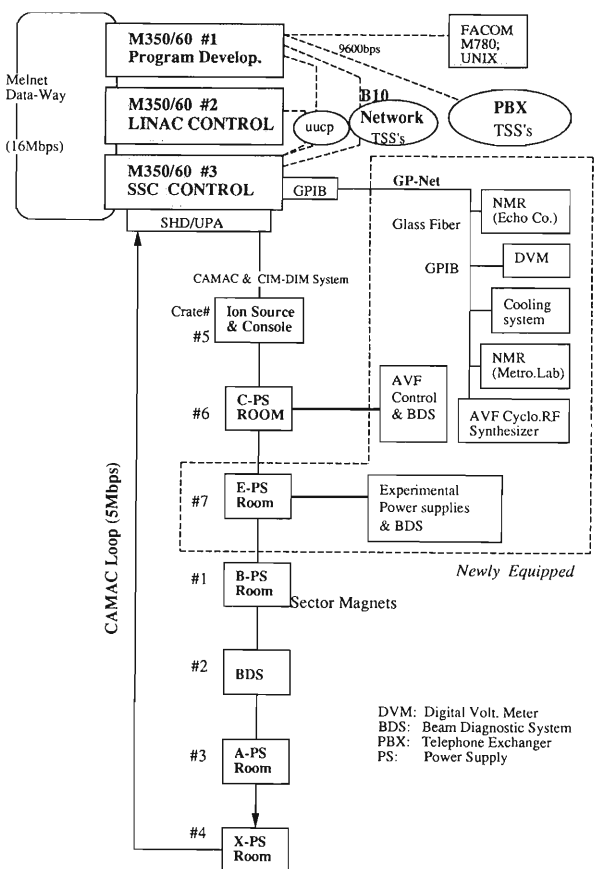 M350/60 #1
Program Develop.
9600bps
FACOM
M780;
UNIX
Melnet
Data-Way
(16Mbps)
M350/60 #2
LINAC CONTROL
uucp
B10
Network
TSS's
PBX
TSS's
M350/60 #3
SSC CONTROL
GPIB
GP-Net
SHD/UPA
Glass Fiber
GPIB
NMR
(Echo Co.)
DVM
Cooling
system
NMR
(Metro.Lab)
AVF Cyclo.RF
Synthesizer
CAMAC & CIM-DIM System
Crate#
#5
Ion Source
& Console
#6
C-PS
ROOM
AVF
Control
& BDS
#7
E-PS
Room
Experimental
Power supplies
& BDS
Newly Equipped
CAMAC Loop (5Mbps)
#1
B-PS
Room
Sector Magnets
#2
BDS
#3
A-PS
Room
#4
X-PS
Room
DVM: Digital Volt. Meter
BDS: Beam Diagnostic System
PBX: Telephone Exchanger
PS: Power Supply